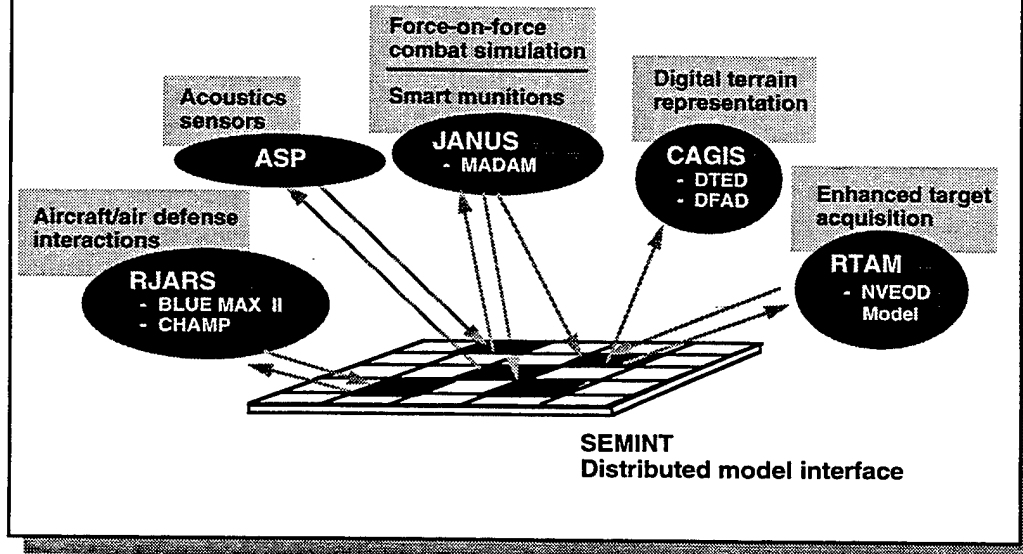 Force-on-force
combat simulation
Smart munitions
JANUS
- MADAM
Acoustics
sensors
ASP
Digital terrain
representation
CAGIS
- DTED
- DFAD
Aircraft/air defense
interactions
RJARS
- BLUE MAX II
- CHAMP
Enhanced target
acquisition
RTAM
- NVEOD
Model
SEMINT
Distributed model interface